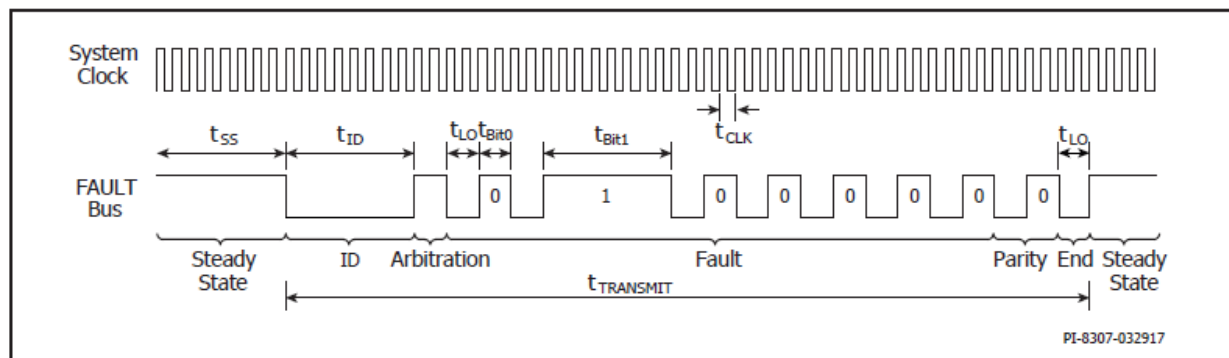 System
Clock
tSS
tID
tLO
tBit0
tBit1
tCLK
tLO
FAULT
Bus
0
1
0
0
0
0
0
0
Steady
State
ID
Arbitration
Fault
Parity
End
Steady
State
tTRANSMIT
PI-8307-032917